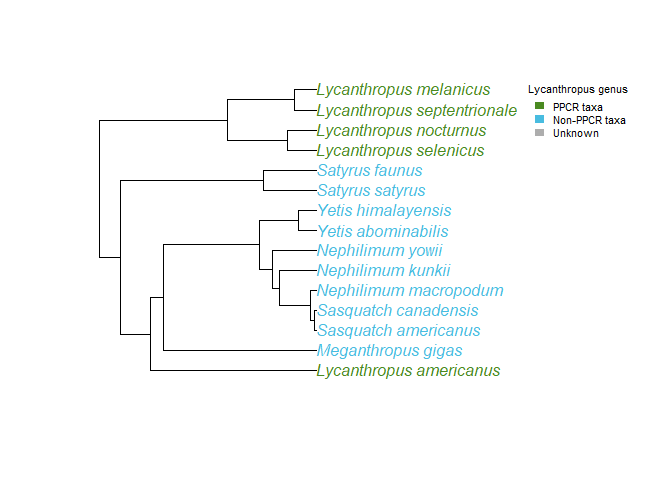 Lycanthropus melanicus
Lycanthropus septentrionale
Lycanthropus nocturnus
Lycanthropus selenicus
Satyrus faunus
Satyrus satyrus
Yetis himalayensis
Yetis abominabilis
Nephilimum yowii
Nephilimum kunkii
Nephilimum macropodum
Sasquatch canadensis
Sasquatch americanus
Meganthropus gigas
Lycanthropus americanus
Lycanthropus genus
PPCR taxa
Non-PPCR taxa
Unknown